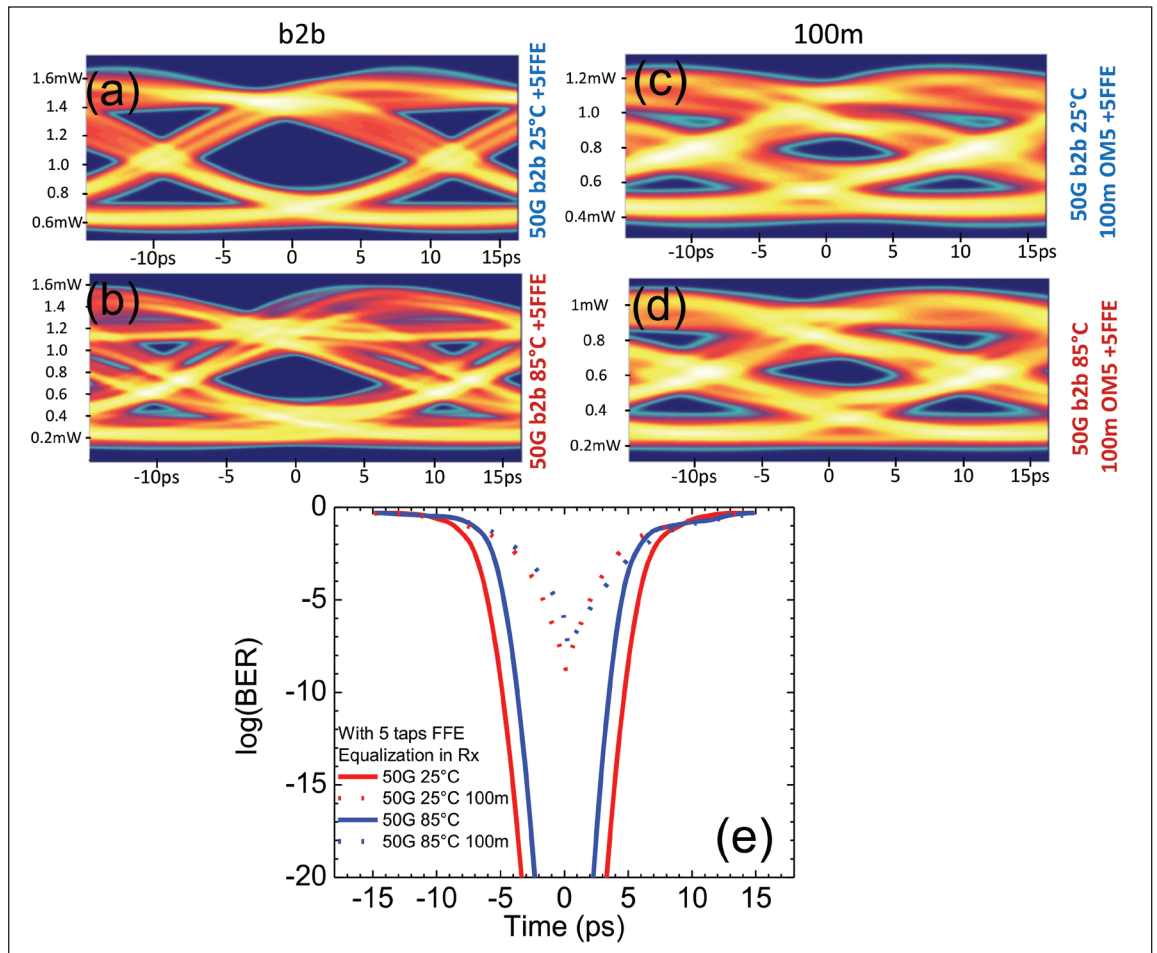 b2b
100m
(a)
1.6mW
1.4
1.2
1.0
0.8
0.6mW
-10ps
-5
0
5
10
15ps
50G b2b 25°C +5FFE
(c)
1.2mW
1.0
0.8
0.6
0.4mW
-10ps
-5
0
5
10
15ps
50G b2b 25°C
100m OM5 +5FFE
(b)
1.6mW
1.4
1.2
1.0
0.8
0.6
0.4
0.2mW
-10ps
-5
0
5
10
15ps
50G b2b 85°C +5FFE
(d)
1mW
0.8
0.6
0.4
0.2mW
-10ps
-5
0
5
10
15ps
50G b2b 85°C
100m OM5 +5FFE
0
-5
-10
-15
-20
log(BER)
With 5 taps FFE
Equalization in Rx
50G 25°C
50G 25°C 100m
50G 85°C
50G 85°C 100m
(e)
-15
-10
-5
0
5
10
15
Time (ps)